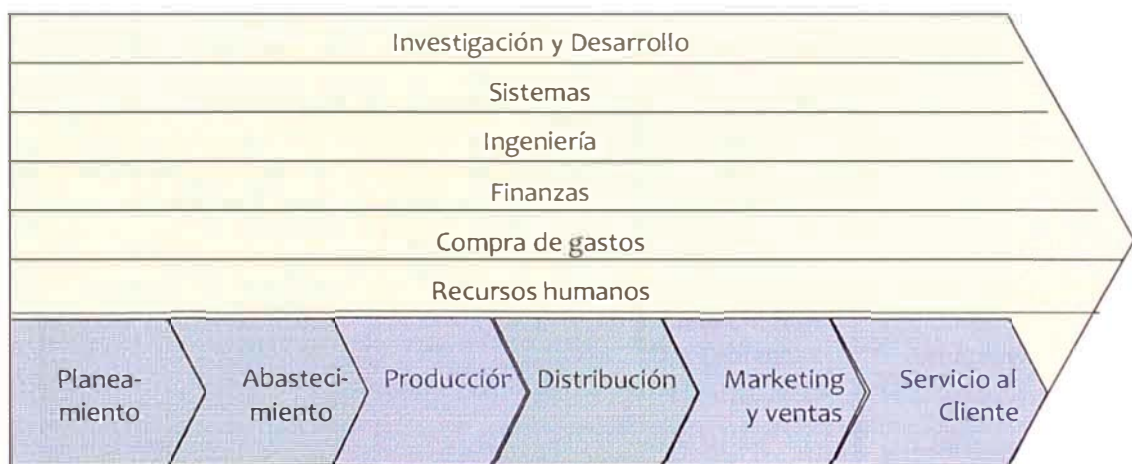 Investigación y Desarrollo
Sistemas
Ingeniería
Finanzas
Compra de gastos
Recursos humanos
Planea-
miento
Abasteci-
miento
Producción
Distribución
Marketing
y ventas
Servicio al
Cliente